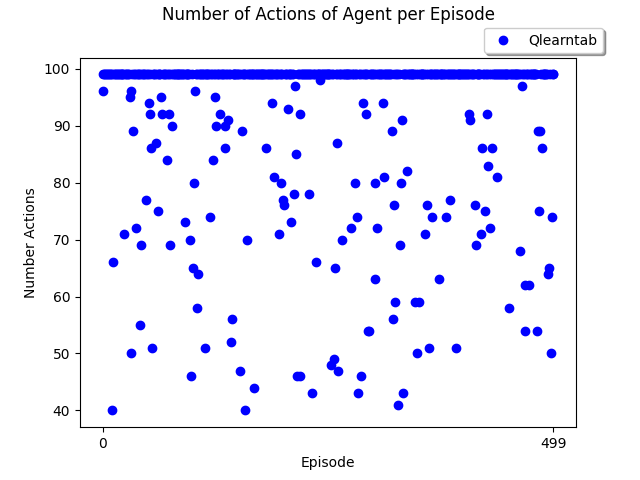 Number of Actions of Agent per Episode
Qlearntab
100
90
80
70
60
50
40
Number Actions
0
499
Episode